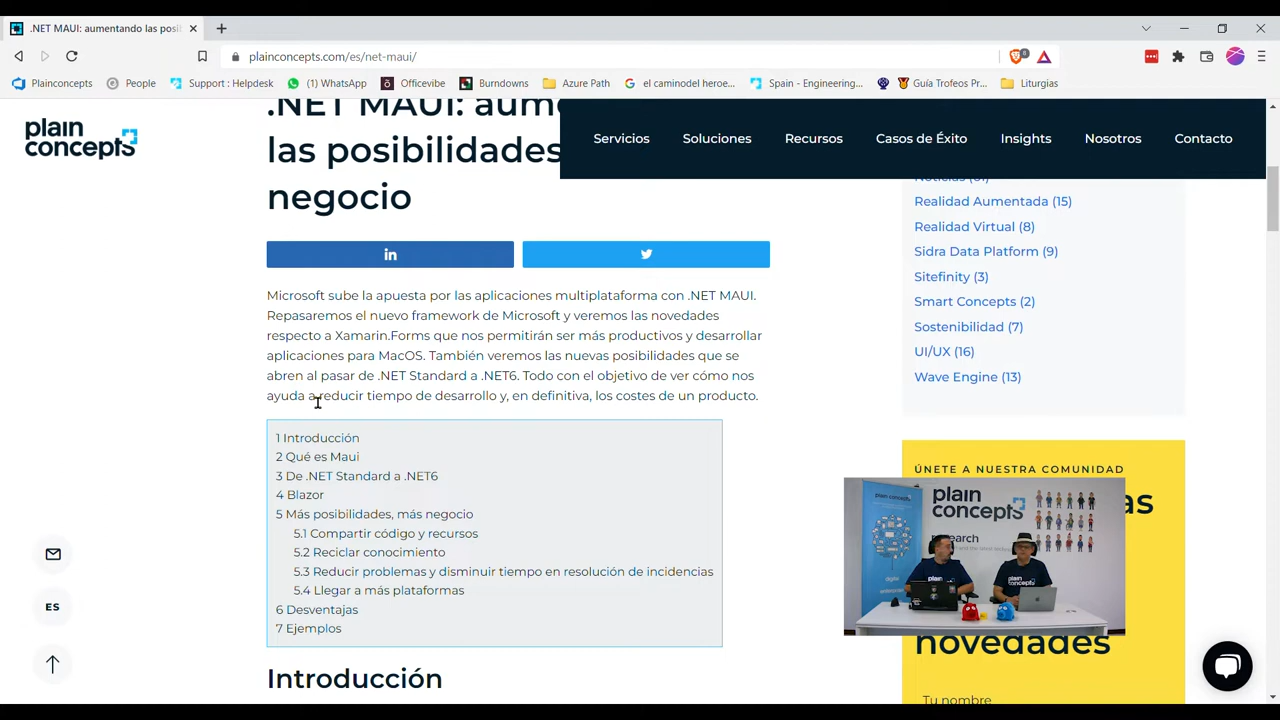 .NET MAUI: aumentando las posib
plainconcepts.com/es/net-maui/
8
Plainconcepts
People
Support : Helpdesk
(1) WhatsApp
Officevibe
Burndowns
Azure Path
el caminodel heroe...
Spain - Engineering...
Guía Trofeos Pr...
Liturgias
plain concepts
Servicios
Soluciones
Recursos
Casos de Éxito
Insights
Nosotros
Contacto
.NET MAUI:
las posibilidades
negocio
in
Microsoft sube la apuesta por las aplicaciones multiplataforma con .NET MAUI.
Repasaremos el nuevo framework de Microsoft y veremos las novedades
respecto a Xamarin.Forms que nos permitirán ser más productivos y desarrollar
aplicaciones para MacOS. También veremos las nuevas posibilidades que se
abren al pasar de .NET Standard a .NET6. Todo con el objetivo de ver cómo nos
ayuda a reducir tiempo de desarrollo y, en definitiva, los costes de un producto.
1 Introducción
2 Qué es Maui
3 De .NET Standard a .NET6
4 Blazor
5 Más posibilidades, más negocio
5.1 Compartir código y recursos
5.2 Reciclar conocimiento
5.3 Reducir problemas y disminuir tiempo en resolución de incidencias
5.4 Llegar a más plataformas
6 Desventajas
7 Ejemplos
Introducción
ES
Realidad Aumentada (15)
Realidad Virtual (8)
Sidra Data Platform (9)
Sitefinity (3)
Smart Concepts (2)
Sostenibilidad (7)
UI/UX (16)
Wave Engine (13)
ÚNETE A NUESTRA COMUNIDAD
plain concepts
plain
concepts
novedades
Tu nombre